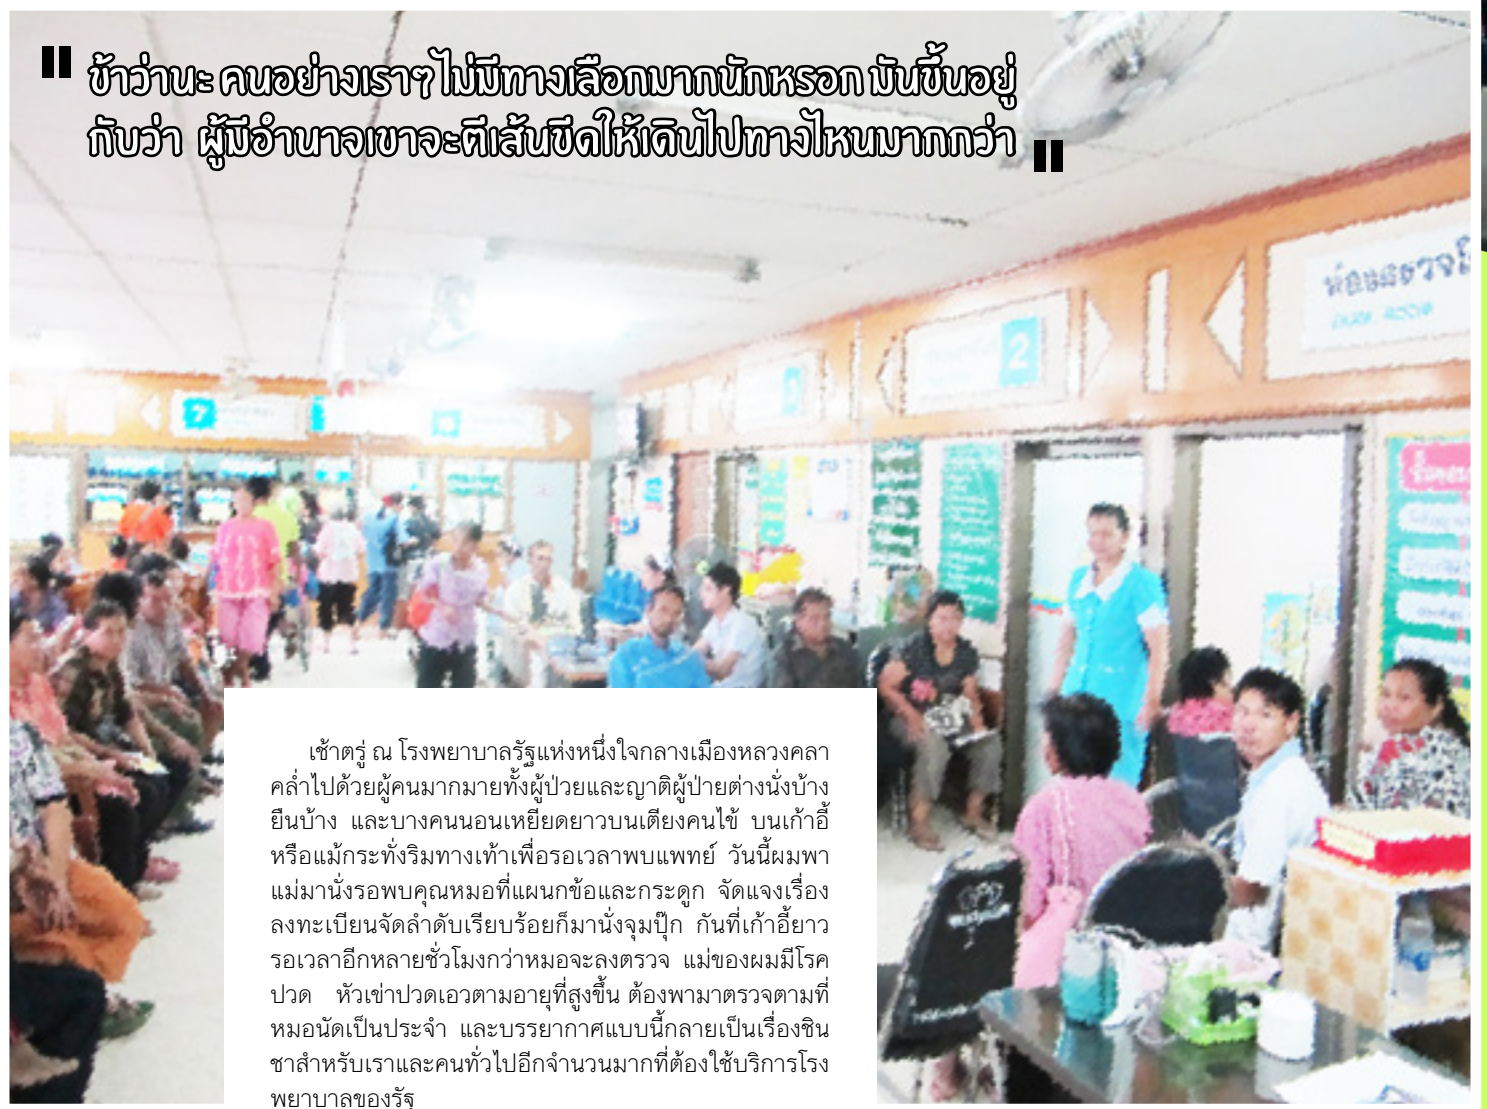 " ข้าว่านะ คนอย่างเราๆ ไม่มีทางเลือกมากนักหรอก มันขึ้นอยู่
กับว่า ผู้มีอำนาจเขาจะตีเส้นขีดให้เดินไปทางไหนมากกว่า "
ห้องตรวจ
2
7
เช้าตรู่ ณ โรงพยาบาลรัฐแห่งหนึ่งใจกลางเมืองหลวงคลา
คล่ำไปด้วยผู้คนมากมายทั้งผู้ป่วยและญาติผู้ป่ายต่างนั่งบ้าง
ยืนบ้าง และบางคนนอนเหยียดยาวบนเตียงคนไข้ บนเก้าอี้
หรือแม้กระทั่งริมทางเท้าเพื่อรอเวลาพบแพทย์ วันนี้ผมพา
แม่มานั่งรอพบคุณหมอที่แผนกข้อและกระดูก จัดแจงเรื่อง
ลงทะเบียนจัดลำดับเรียบร้อยก็มานั่งจุมปุ๊ก กันที่เก้าอี้ยาว
รอเวลาอีกหลายชั่วโมงกว่าหมอจะลงตรวจ แม่ของผมมีโรค
ปวด หัวเข่าปวดเอวตามอายุที่สูงขึ้น ต้องพามาตรวจตามที่
หมอนัดเป็นประจำ และบรรยากาศแบบนี้กลายเป็นเรื่องชิน
ชาสำหรับเราและคนทั่วไปอีกจำนวนมากที่ต้องใช้บริการโรง
พยาบาลของรัฐ